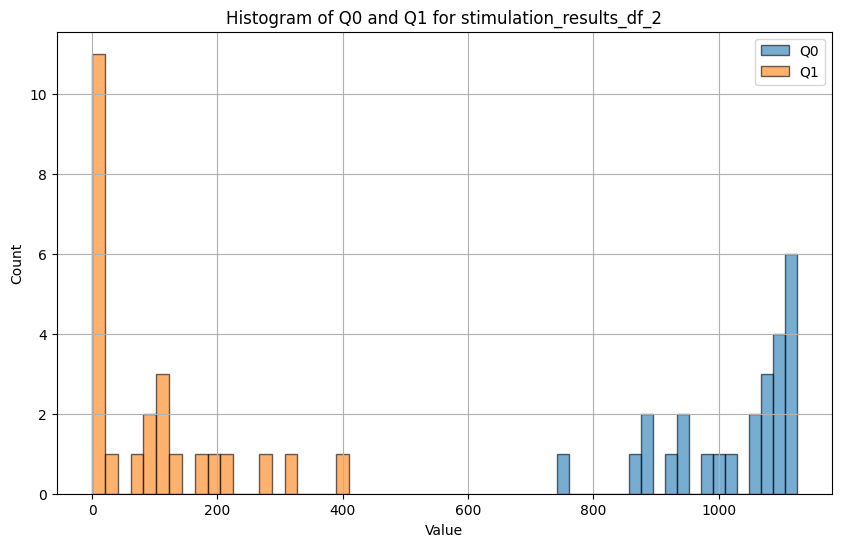 Histogram of Q0 and Q1 for stimulation_results_df_2
Q0
Q1
10
8
6
4
2
0
Count
0 200 400 600 800 1000
Value